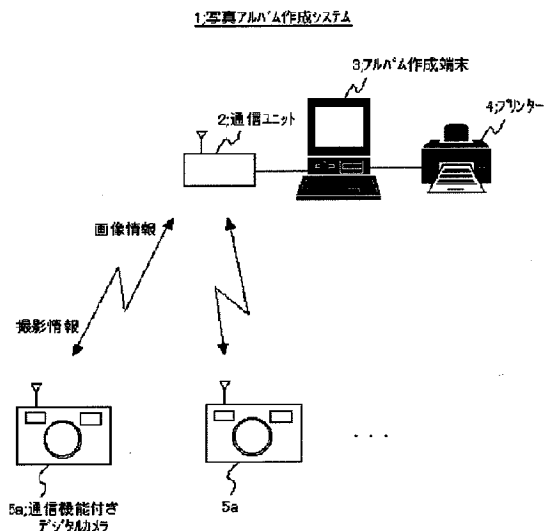 1;写真アルバム作成システム
3;アルバム作成端末
4;プリンター
2;通信ユニット
画像情報
撮影情報
5a;通信機能付き
デジタルカメラ
5a
...